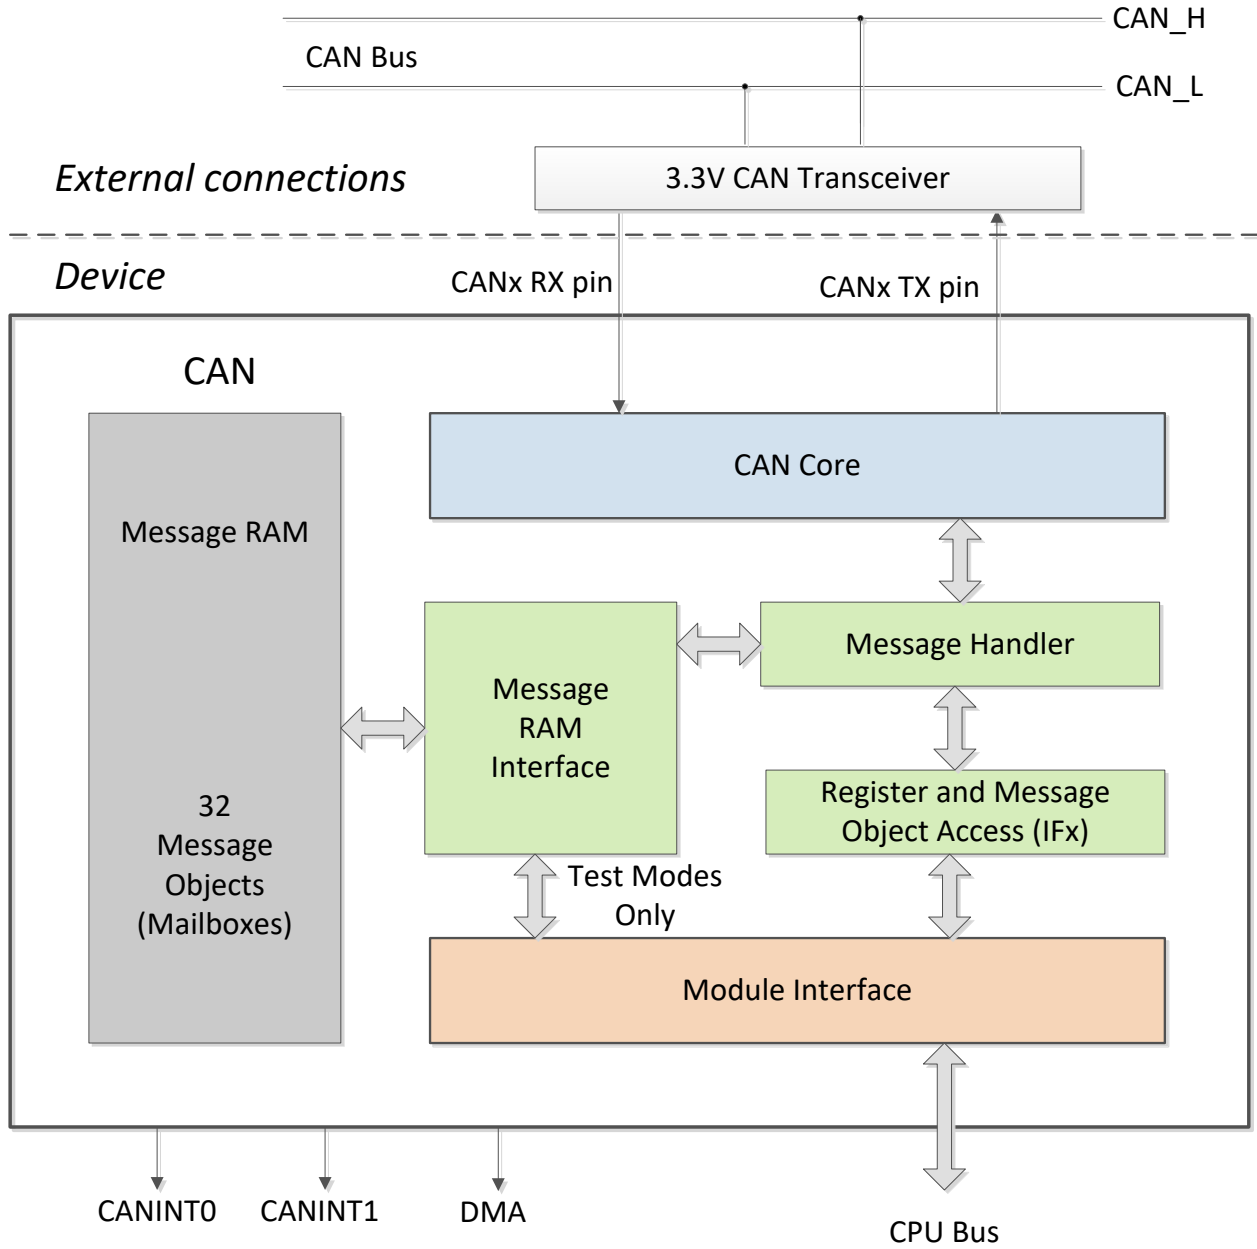 CAN_H
CAN Bus
CAN_L
External connections
3.3V CAN Transceiver
Device
CANx RX pin
CANx TX pin
CAN
CAN Core
Message RAM
Message Handler
Message
RAM
Interface
Register and Message
Object Access (IFx)
32
Message
Objects
(Mailboxes)
Test Modes
Only
Module Interface
CANINT0
CANINT1
DMA
CPU Bus